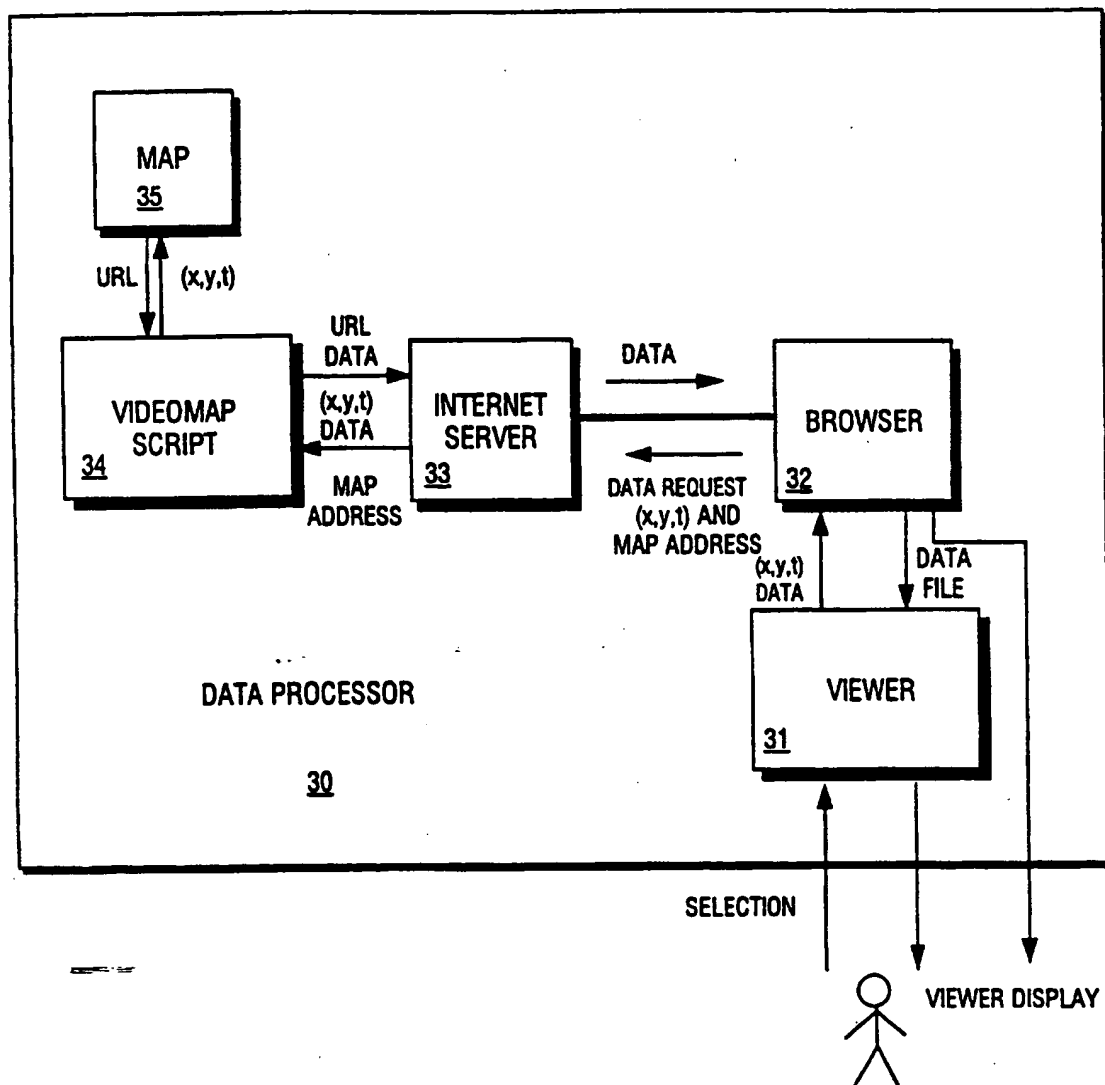 MAP
35
URL
(x,y,t)
URL
DATA
(x,y,t)
DATA
MAP
ADDRESS
VIDEOMAP
SCRIPT
34
INTERNET
SERVER
33
DATA
DATA REQUEST
(x,y,t) AND
MAP ADDRESS
BROWSER
32
(x,y,t)
DATA
DATA
FILE
VIEWER
31
DATA PROCESSOR
30
SELECTION
VIEWER DISPLAY